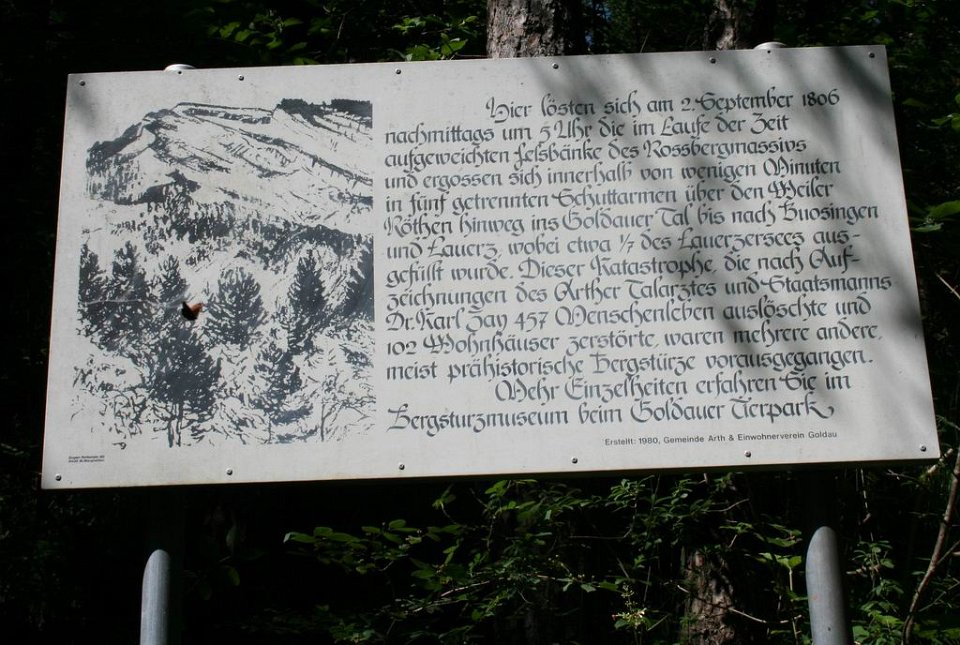 Hier lösten sich am 2. September 1806
nachmittags um 5 Uhr die im Laufe der Zeit
aufgeweichten Felsbänke des Rossbergmassivs
und ergossen sich innerhalb von wenigen Minuten
in fünf getrennten Schuttarmen über den Weiler
Röthen hinweg ins Goldauer Tal bis nach Buosingen
und Lauerz, wobei etwa 1/7 des Lauerzersees aus-
gefüllt wurde. Dieser Katastrophe, die nach Auf-
zeichnungen des Arther Talarztes und Staatsmanns
Dr. Karl Zay 457 Menschenleben auslöschte und
102 Wohnhäuser zerstörte, waren mehrere andere,
meist prähistorische Bergstürze vorausgegangen.
Mehr Einzelheiten erfahren Sie im
Bergsturzmuseum beim Goldauer Tierpark
Erstellt: 1980, Gemeinde Arth & Einwohnerverein Goldau